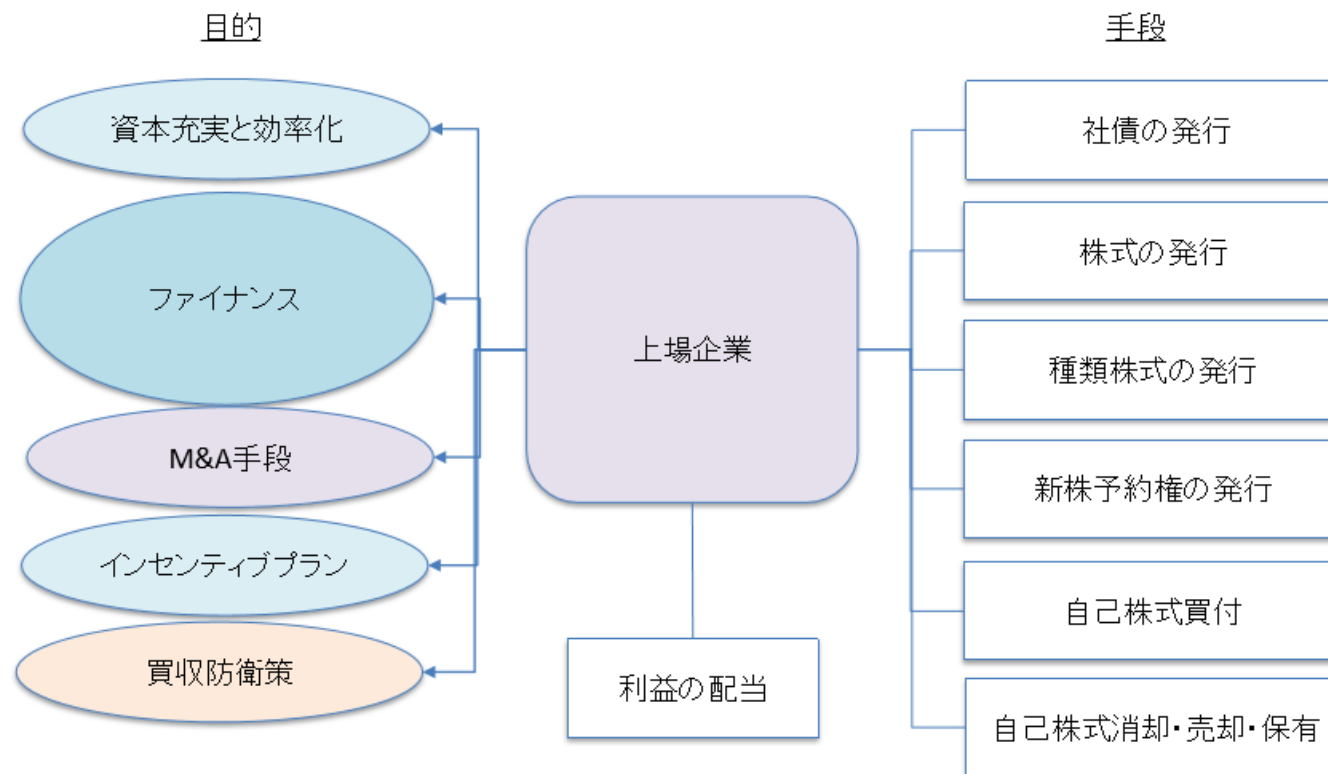 目的
手段
資本充実と効率化
ファイナンス
M&A手段
インセンティブプラン
買収防衛策
上場企業
利益の配当
社債の発行
株式の発行
種類株式の発行
新株予約権の発行
自己株式買付
自己株式消却・売却・保有